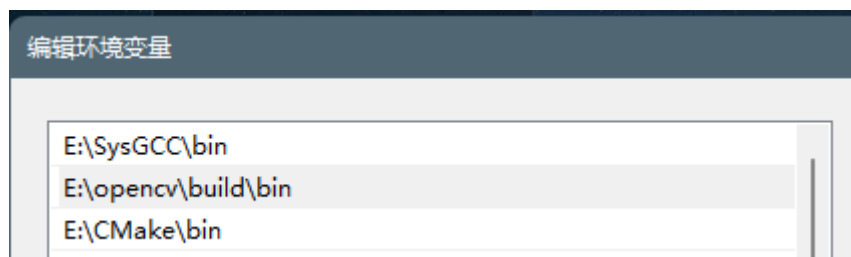 编辑环境变量
E:\SysGCC\bin
E:\opencv\build\bin
E:\CMake\bin